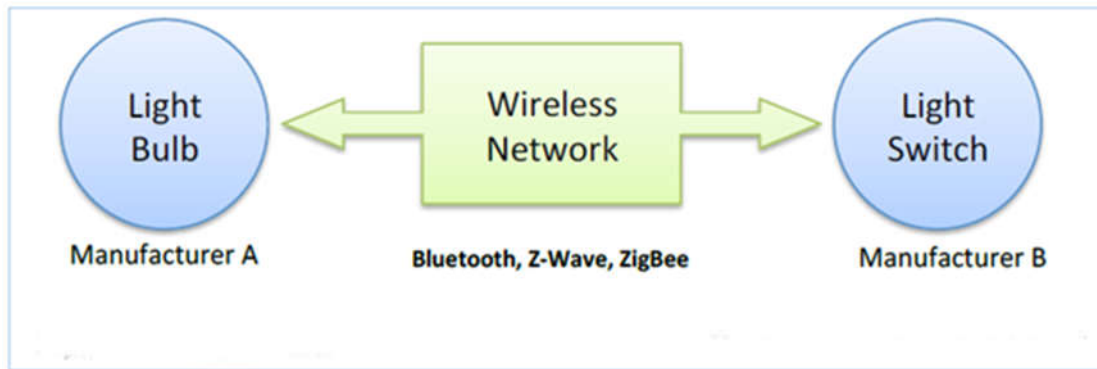 Light
Bulb
Wireless
Network
Light
Switch
Manufacturer A
Bluetooth, Z-Wave, ZigBee
Manufacturer B